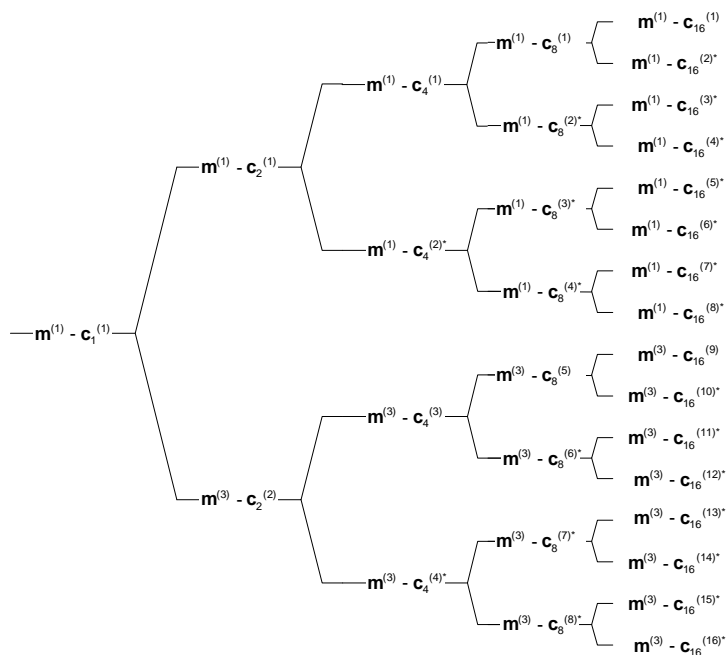 m(1) - c16(1)
m(1) - c8(1)
m(1) - c16(2)*
m(1) - c4(1)
m(1) - c16(3)*
m(1) - c8(2)*
m(1) - c16(4)*
m(1) - c2(1)
m(1) - c16(5)*
m(1) - c8(3)*
m(1) - c16(6)*
m(1) - c4(2)*
m(1) - c16(7)*
m(1) - c8(4)*
m(1) - c16(8)*
m(1) - c1(1)
m(3) - c16(9)
m(3) - c8(5)
m(3) - c16(10)*
m(3) - c4(3)
m(3) - c16(11)*
m(3) - c8(6)*
m(3) - c16(12)*
m(3) - c2(2)
m(3) - c16(13)*
m(3) - c8(7)*
m(3) - c16(14)*
m(3) - c4(4)*
m(3) - c16(15)*
m(3) - c8(8)*
m(3) - c16(16)*